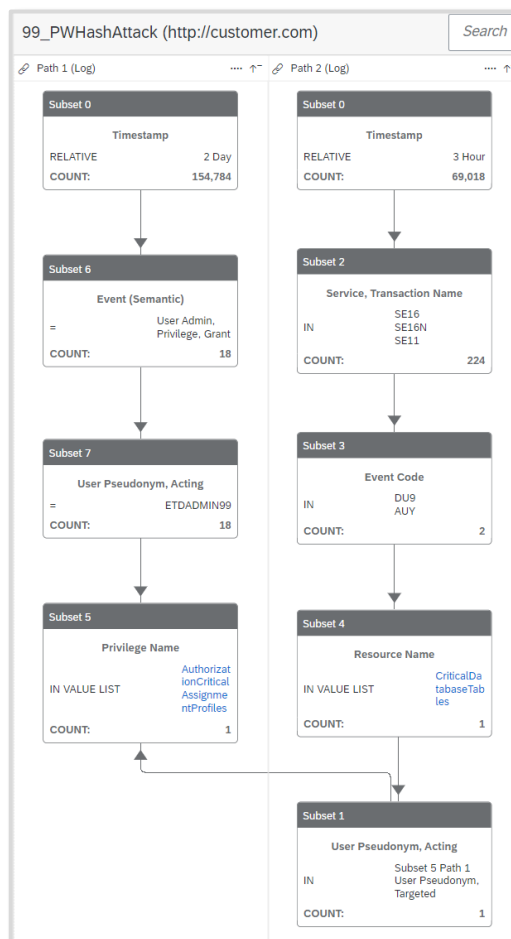 99_PWHashAttack (http://customer.com)
Search
Path 1 (Log)
Subset 0
Timestamp
RELATIVE 2 Day
COUNT: 154,784
Subset 6
Event (Semantic)
= User Admin,
Privilege, Grant
COUNT: 18
Subset 7
User Pseudonym, Acting
= ETDADMIN99
COUNT: 18
Subset 5
Privilege Name
IN VALUE LIST Authorizat
ionCritical
Assignme
ntProfiles
COUNT: 1
Path 2 (Log)
Subset 0
Timestamp
RELATIVE 3 Hour
COUNT: 69,018
Subset 2
Service, Transaction Name
IN SE16
SE16N
SE11
COUNT: 224
Subset 3
Event Code
IN DU9
AUY
COUNT: 2
Subset 4
Resource Name
IN VALUE LIST CriticalDa
tabaseTab
les
COUNT: 1
Subset 1
User Pseudonym, Acting
IN Subset 5 Path 1
User Pseudonym,
Targeted
COUNT: 1